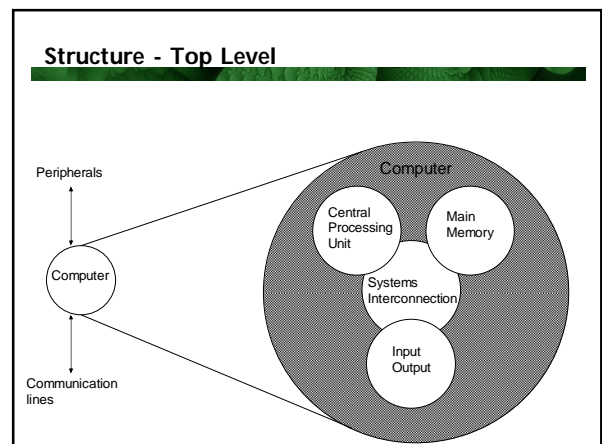 Structure - Top Level
Peripherals
Computer
Communication
lines
Computer
Central
Processing
Unit
Main
Memory
Systems
Interconnection
Input
Output